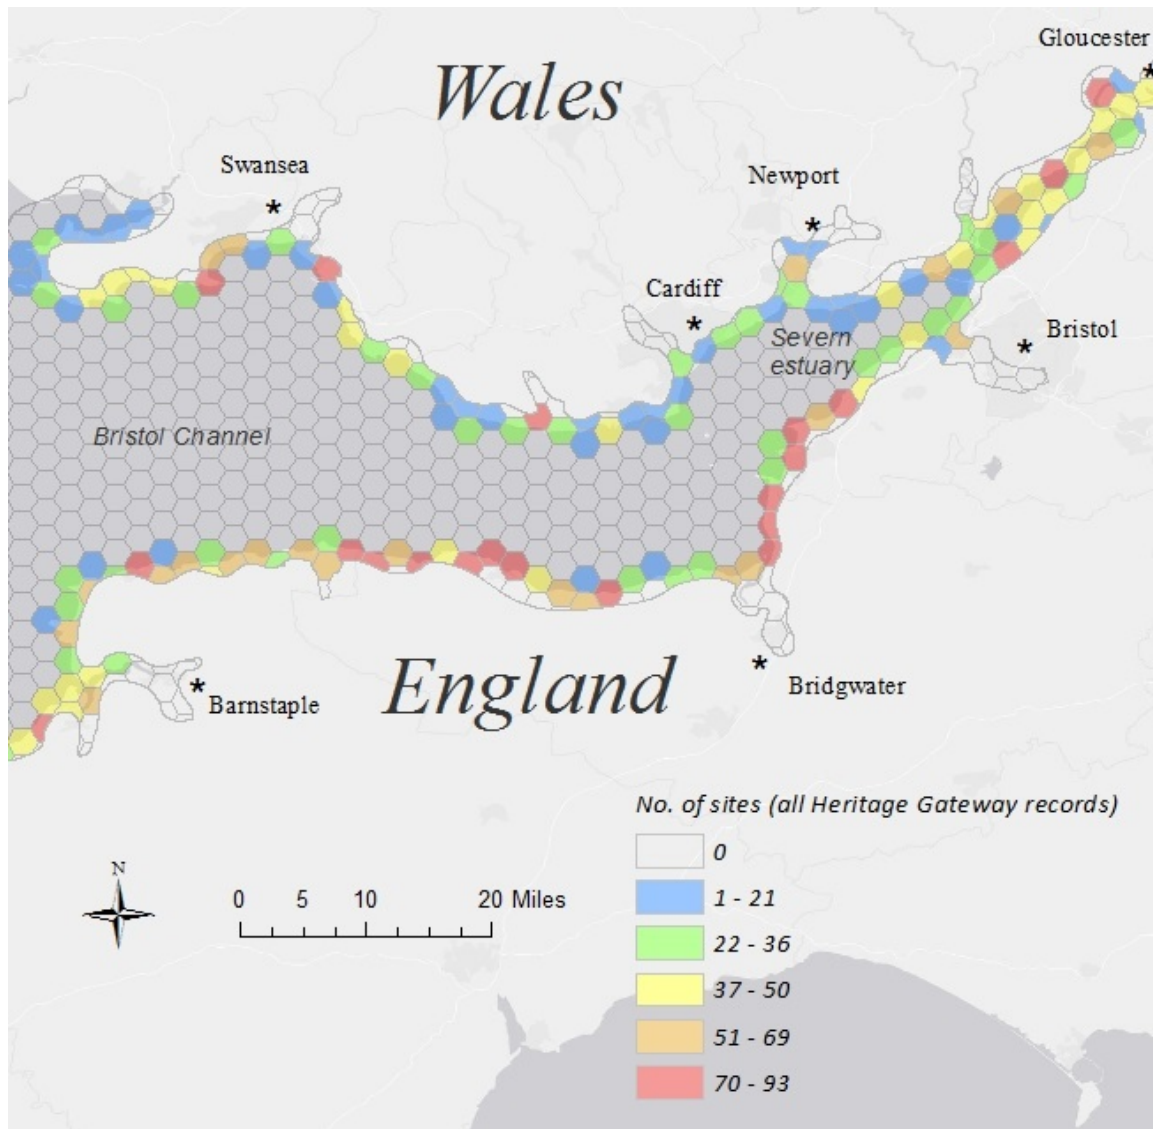 Gloucester
Wales
Swansea
Newport
Cardiff
Severn
estuary
Bristol
Bristol Channel
England
Barnstaple
Bridgwater
No. of sites (all Heritage Gateway records)
0
1 - 21
22 - 36
37 - 50
51 - 69
70 - 93
N
0 5 10 20 Miles